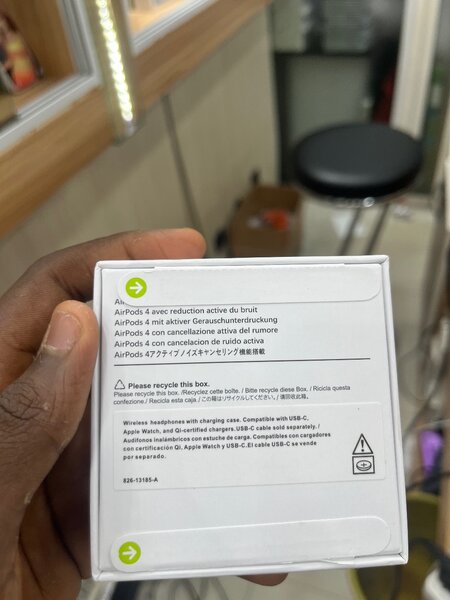 AirPods 4 avec reduction active du bruit
AirPods 4 mit aktiver Gerauschunterdruckung
AirPods 4 con cancellazione attiva del rumore
AirPods 4 con cancelacion de ruido activa
AirPods 4アクティブノイズキャンセリング機能搭載
Please recycle this box.
Please recycle this box. /Recyclez cette boîte. / Bitte recycle diese Box. / Ricicla questa
confezione./ Recicla esta caja / この箱はリサイクルしてください。/ 请回收此箱。
Wireless headphones with charging case. Compatible with USB-C,
Apple Watch, and Qi-certified chargers. USB-C cable sold separately. /
Audifonos inalámbricos con estuche de carga. Compatibles con cargadores
con certificación Qi, Apple Watch y USB-C.El cable USB-C se vende
por separado.
826-13185-A